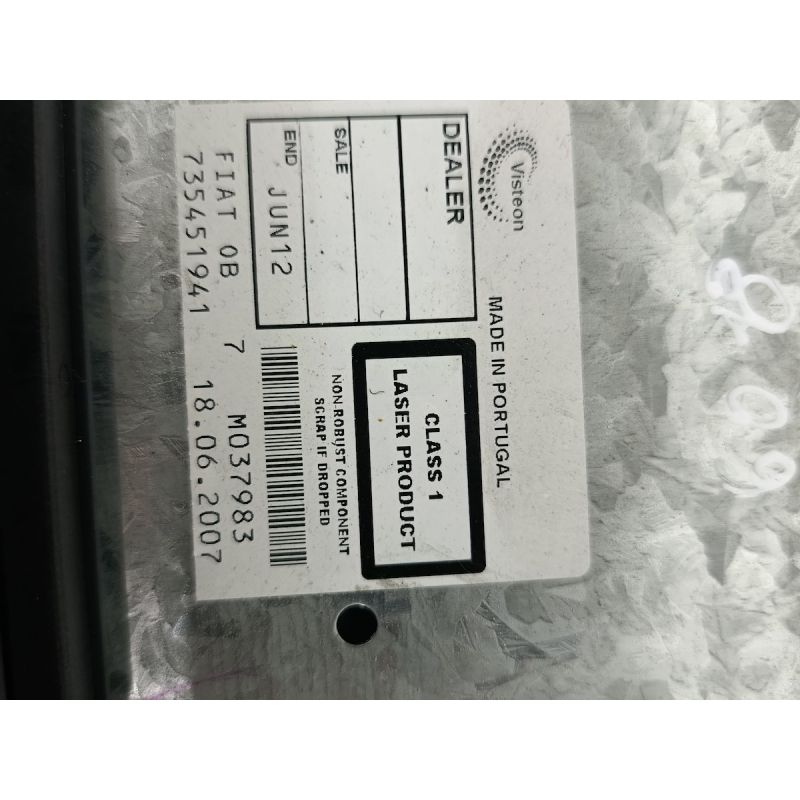 Visteon
MADE IN PORTUGAL
DEALER
SALE
END JUN12
CLASS 1
LASER PRODUCT
NON-ROBUST COMPONENT
SCRAP IF DROPPED
FIAT OB 7 M037983
735451941 18.06.2007